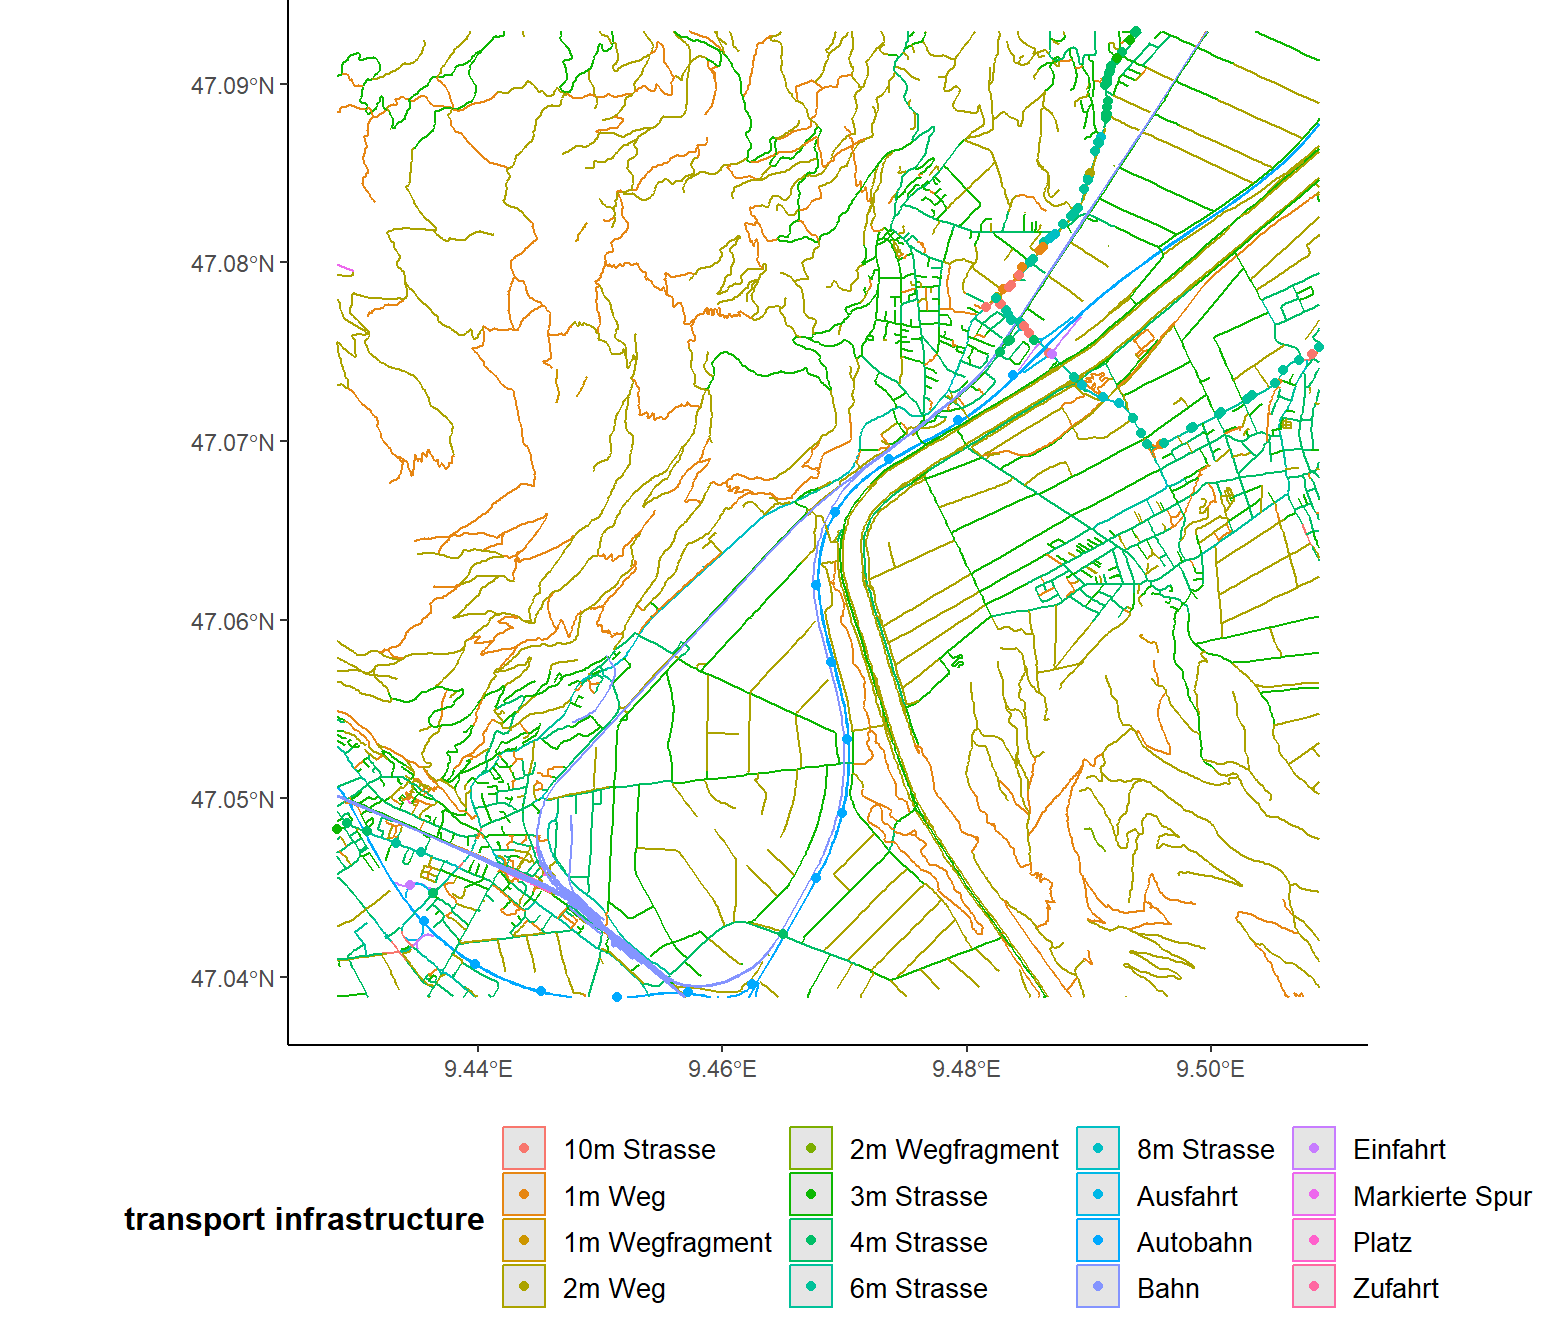 47.09°N
47.08°N
47.07°N
47.06°N
47.05°N
47.04°N
9.44°E 9.46°E 9.48°E 9.50°E
transport infrastructure
10m Strasse 2m Wegfragment 8m Strasse Einfahrt
1m Weg 3m Strasse Ausfahrt Markierte Spur
1m Wegfragment 4m Strasse Autobahn Platz
2m Weg 6m Strasse Bahn Zufahrt